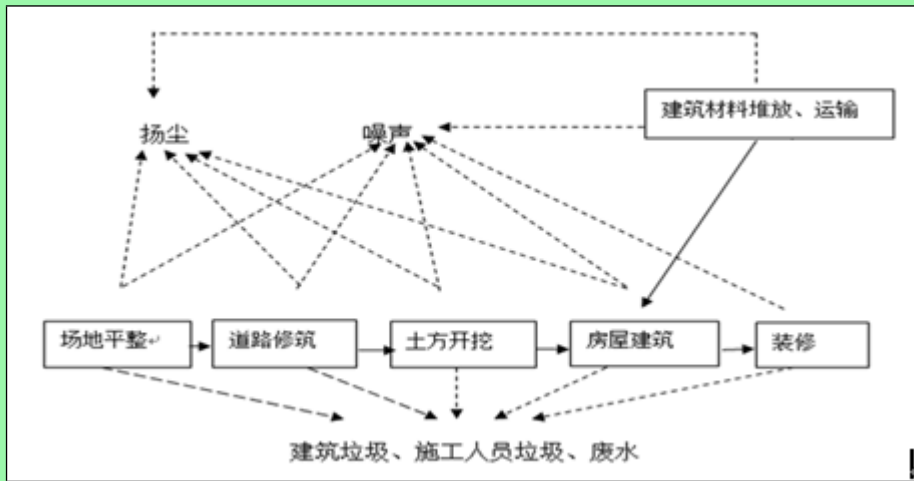 建筑材料堆放、运输
扬尘
噪声
场地平整
道路修筑
土方开挖
房屋建筑
装修
建筑垃圾、施工人员垃圾、废水